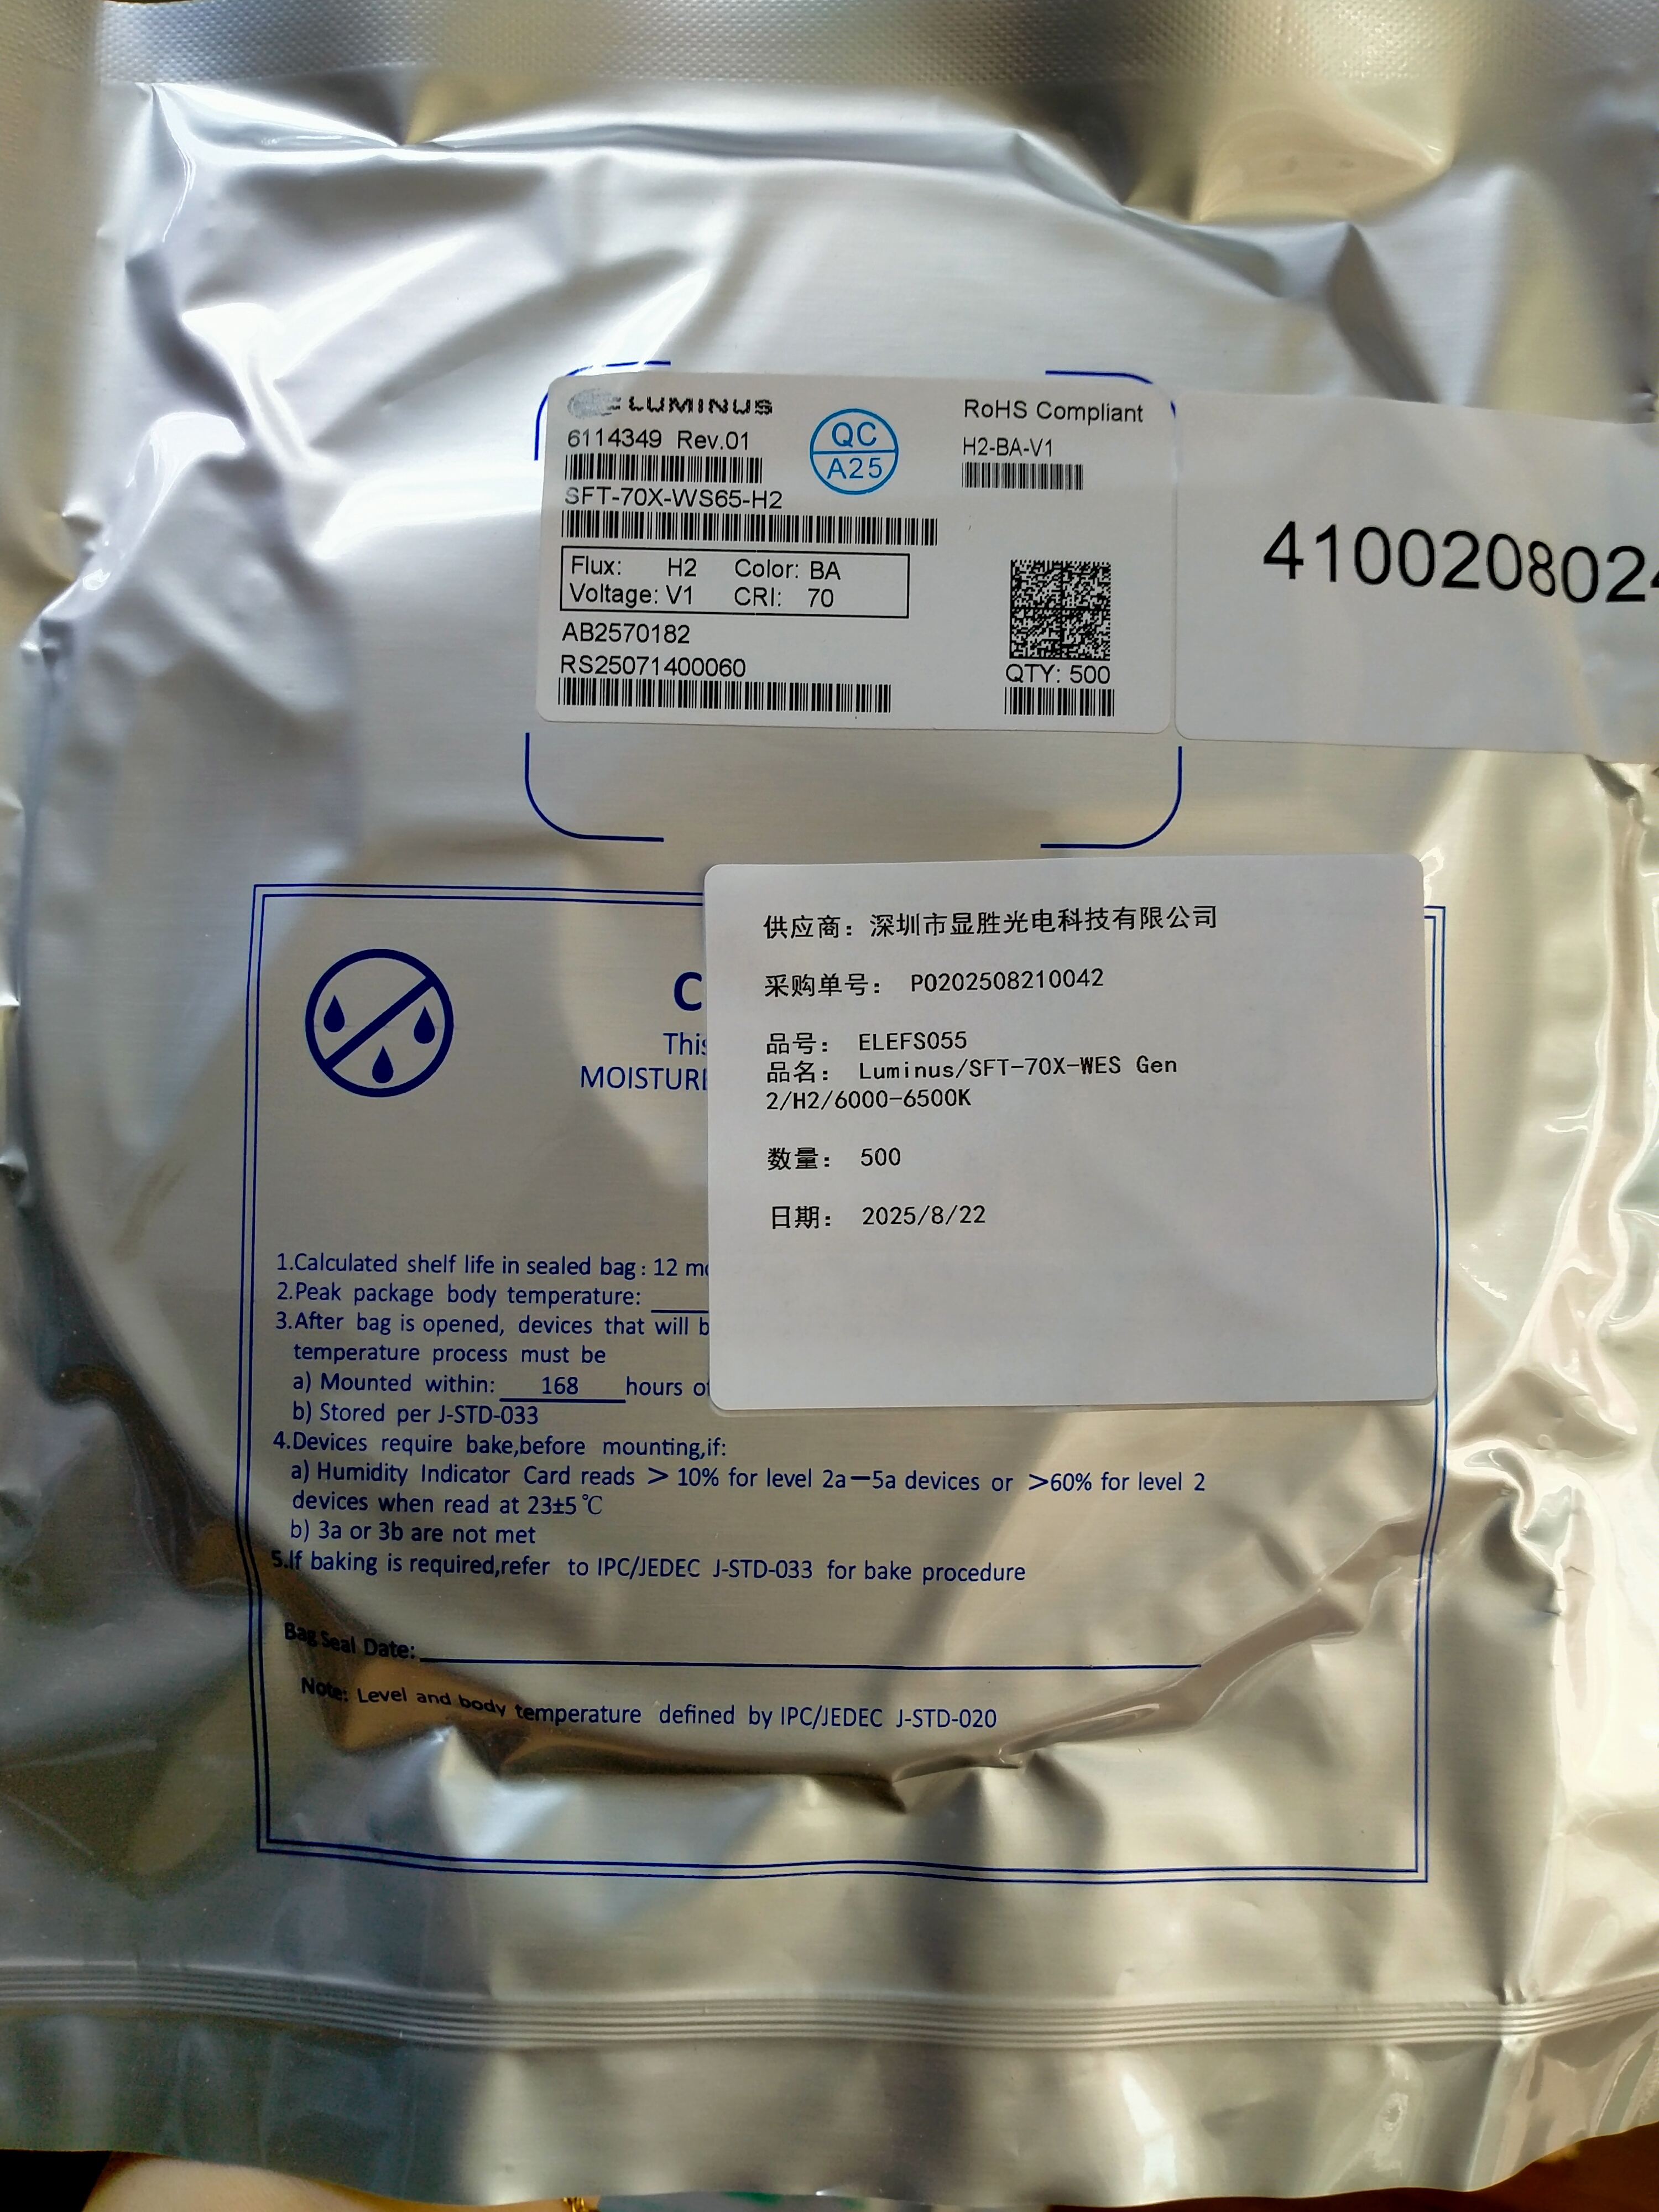 LUMINUS
6114349 Rev.01
QC
A25
RoHS Compliant
H2-BA-V1
SFT-70X-WS65-H2
Flux: H2 Color: BA
Voltage: V1 CRI: 70
AB2570182
RS25071400060
QTY: 500
410020802
供应商: 深圳市显胜光电科技有限公司
采购单号: PO202508210042
品号: ELEFS055
品名: Luminus/SFT-70X-WES Gen
2/H2/6000-6500K
数量: 500
日期: 2025/8/22
C
This
MOISTURE
1.Calculated shelf life in sealed bag: 12
2.Peak package body temperature:
3.After bag is opened, devices that will
temperature process must be
a) Mounted within: 168 hours
b) Stored per J-STD-033
4.Devices require bake,before mounting,if:
a) Humidity Indicator Card reads > 10% for level 2a—5a devices or >60% for level 2
devices when read at 23±5℃
b) 3a or 3b are not met
5.If baking is required,refer to IPC/JEDEC J-STD-033 for bake procedure
Bag Seal Date:
Note: Level and body temperature defined by IPC/JEDEC J-STD-020